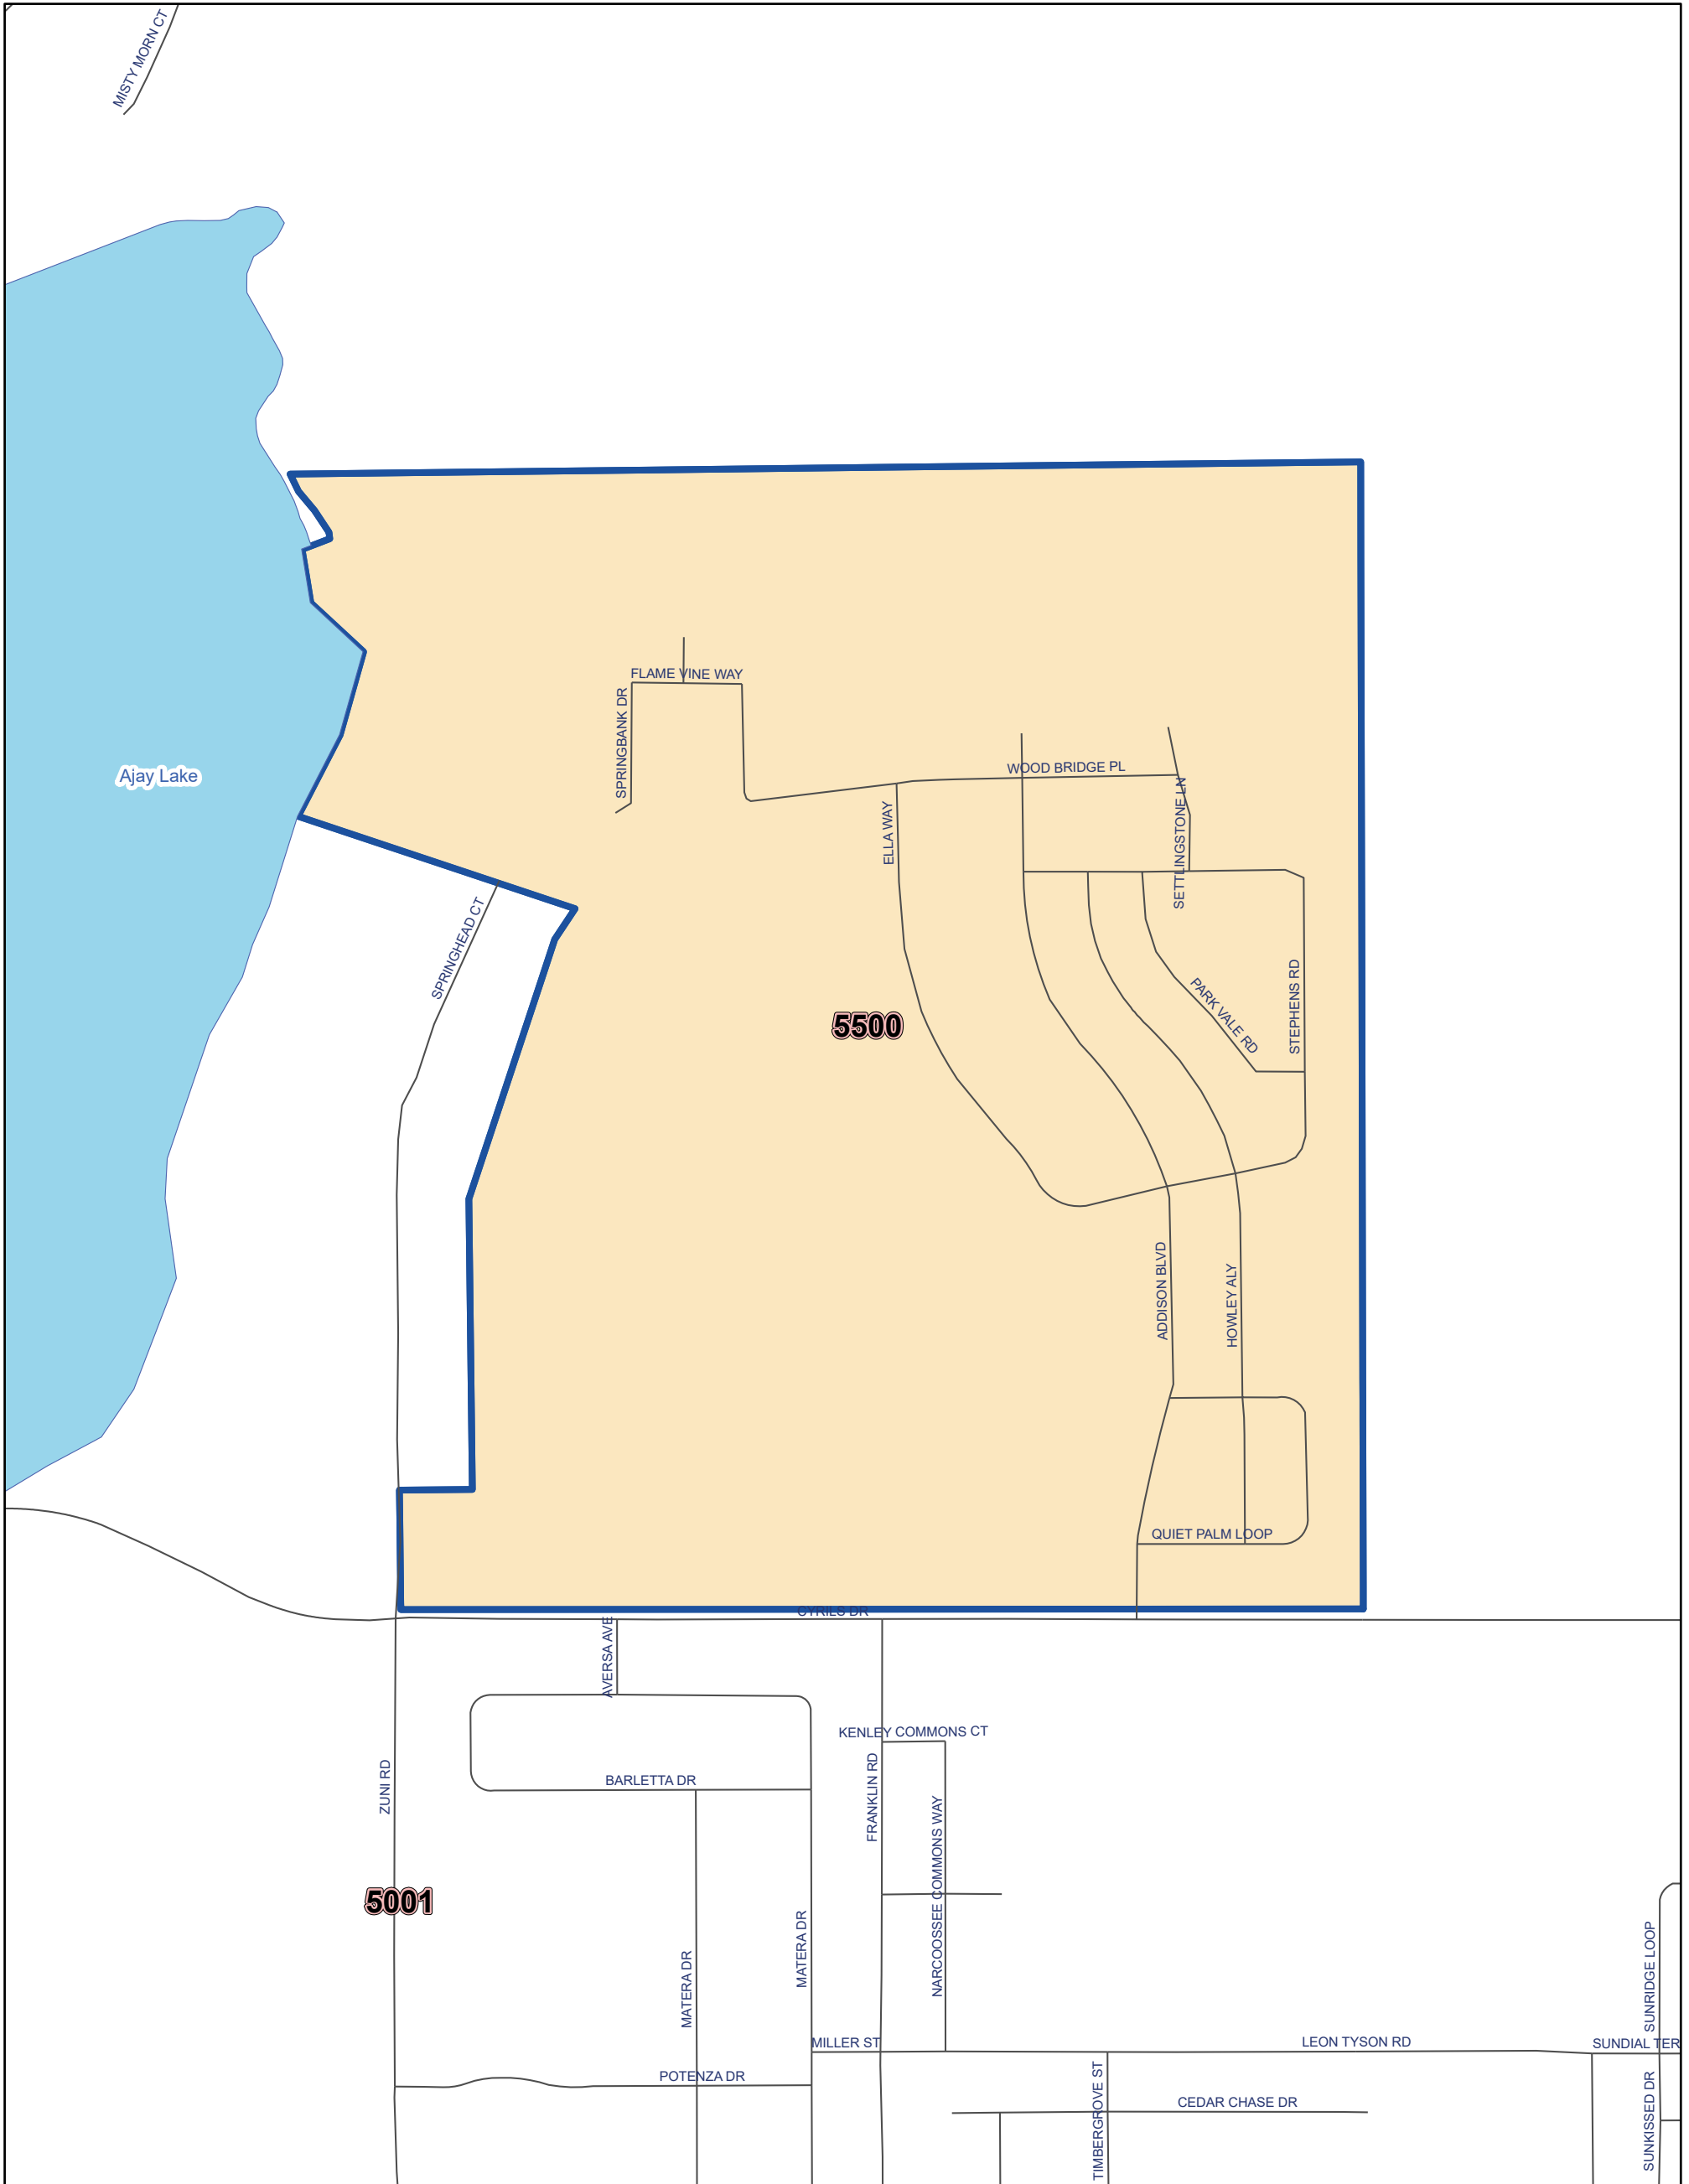 MISTY MORN CT
FLAME VINE WAY
SPRINGBANK DR
WOOD BRIDGE PL
Ajay Lake
SETTLINGSTONE LN
ELLA WAY
SPRINGHEAD CT
5500
PARK VALE RD
STEPHENS RD
ADDISON BLVD
HOWLEY ALY
QUIET PALM LOOP
CYRILS DR
AVERSA AVE
KENLEY COMMONS CT
ZUNI RD
BARLETTA DR
FRANKLIN RD
NARCOOSSEE COMMONS WAY
5001
MATERA DR
MATERA DR
SUNRIDGE LOOP
MILLER ST
LEON TYSON RD
SUNDIAL TER
POTENZA DR
TIMBERGROVE ST
CEDAR CHASE DR
SUNKISSED DR